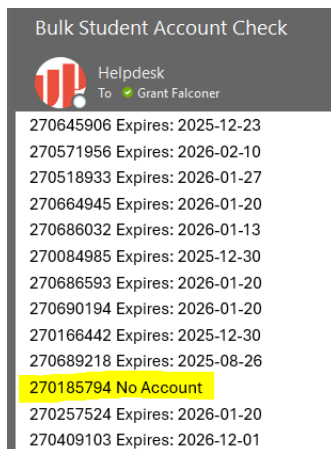 Bulk Student Account Check
Helpdesk
To Grant Falconer
270645906 Expires: 2025-12-23
270571956 Expires: 2026-02-10
270518933 Expires: 2026-01-27
270664945 Expires: 2026-01-20
270686032 Expires: 2026-01-13
270084985 Expires: 2025-12-30
270686593 Expires: 2026-01-20
270690194 Expires: 2026-01-20
270166442 Expires: 2025-12-30
270689218 Expires: 2025-08-26
270185794 No Account
270257524 Expires: 2026-01-20
270409103 Expires: 2026-12-01